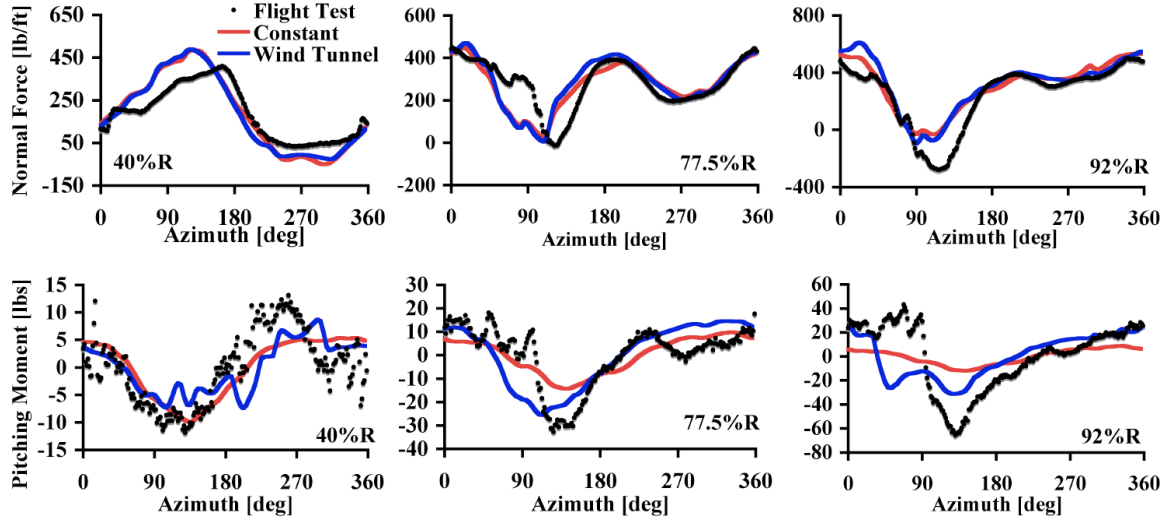 Normal Force [lb/ft]
650
450
250
50
-150
0 90 180 270 360
Azimuth [deg]
40%R
Flight Test
Constant
Wind Tunnel
600
400
200
0
-200
0 90 180 270 360
Azimuth [deg]
77.5%R
800
400
0
-400
0 90 180 270 360
Azimuth [deg]
92%R
Pitching Moment [lbs]
15
10
5
0
-5
-10
-15
0 90 180 270 360
Azimuth [deg]
40%R
30
20
10
0
-10
-20
-30
-40
0 90 180 270 360
Azimuth [deg]
77.5%R
60
40
20
0
-20
-40
-60
-80
0 90 180 270 360
Azimuth [deg]
92%R